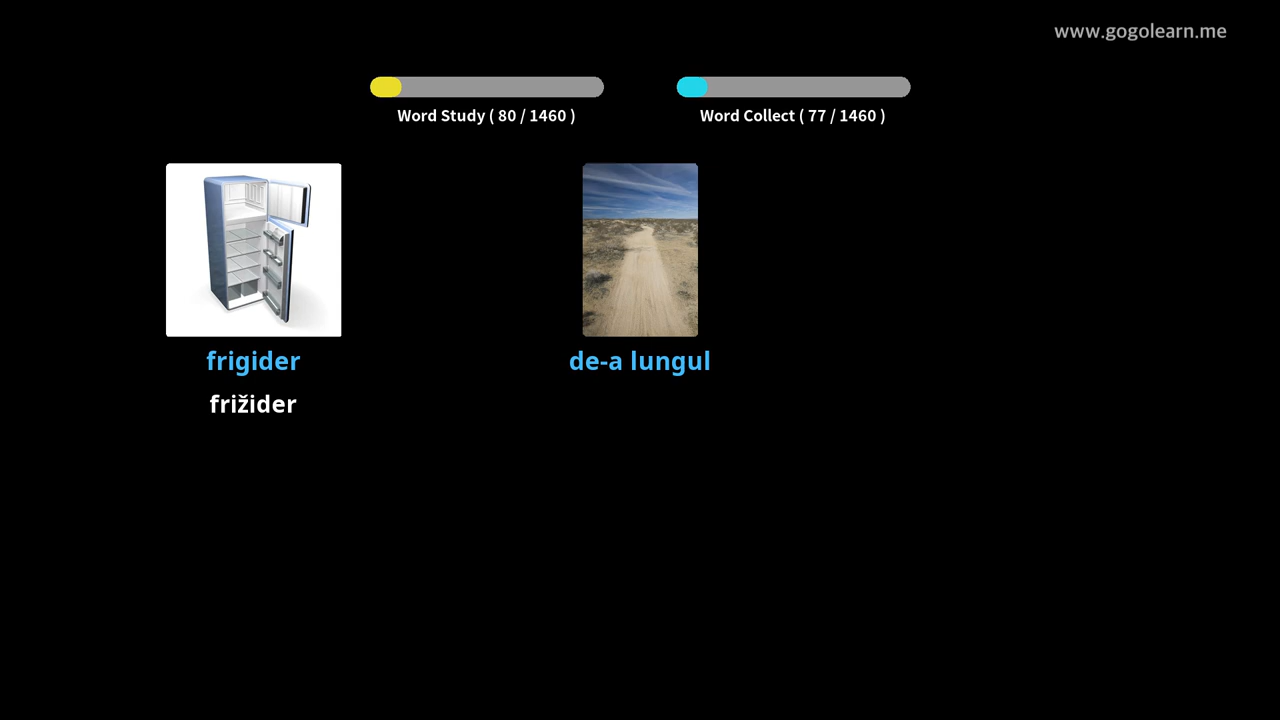 www.gogolearn.me
Word Study ( 80 / 1460 )
Word Collect ( 77 / 1460 )
frigider
de-a lungul
frižider